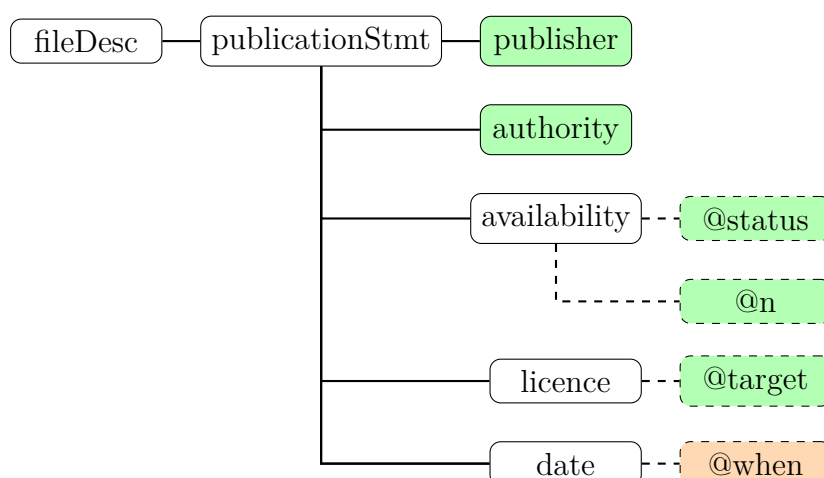 fileDesc publicationStmt publisher
authority
availability @status
@n
licence @target
date @when